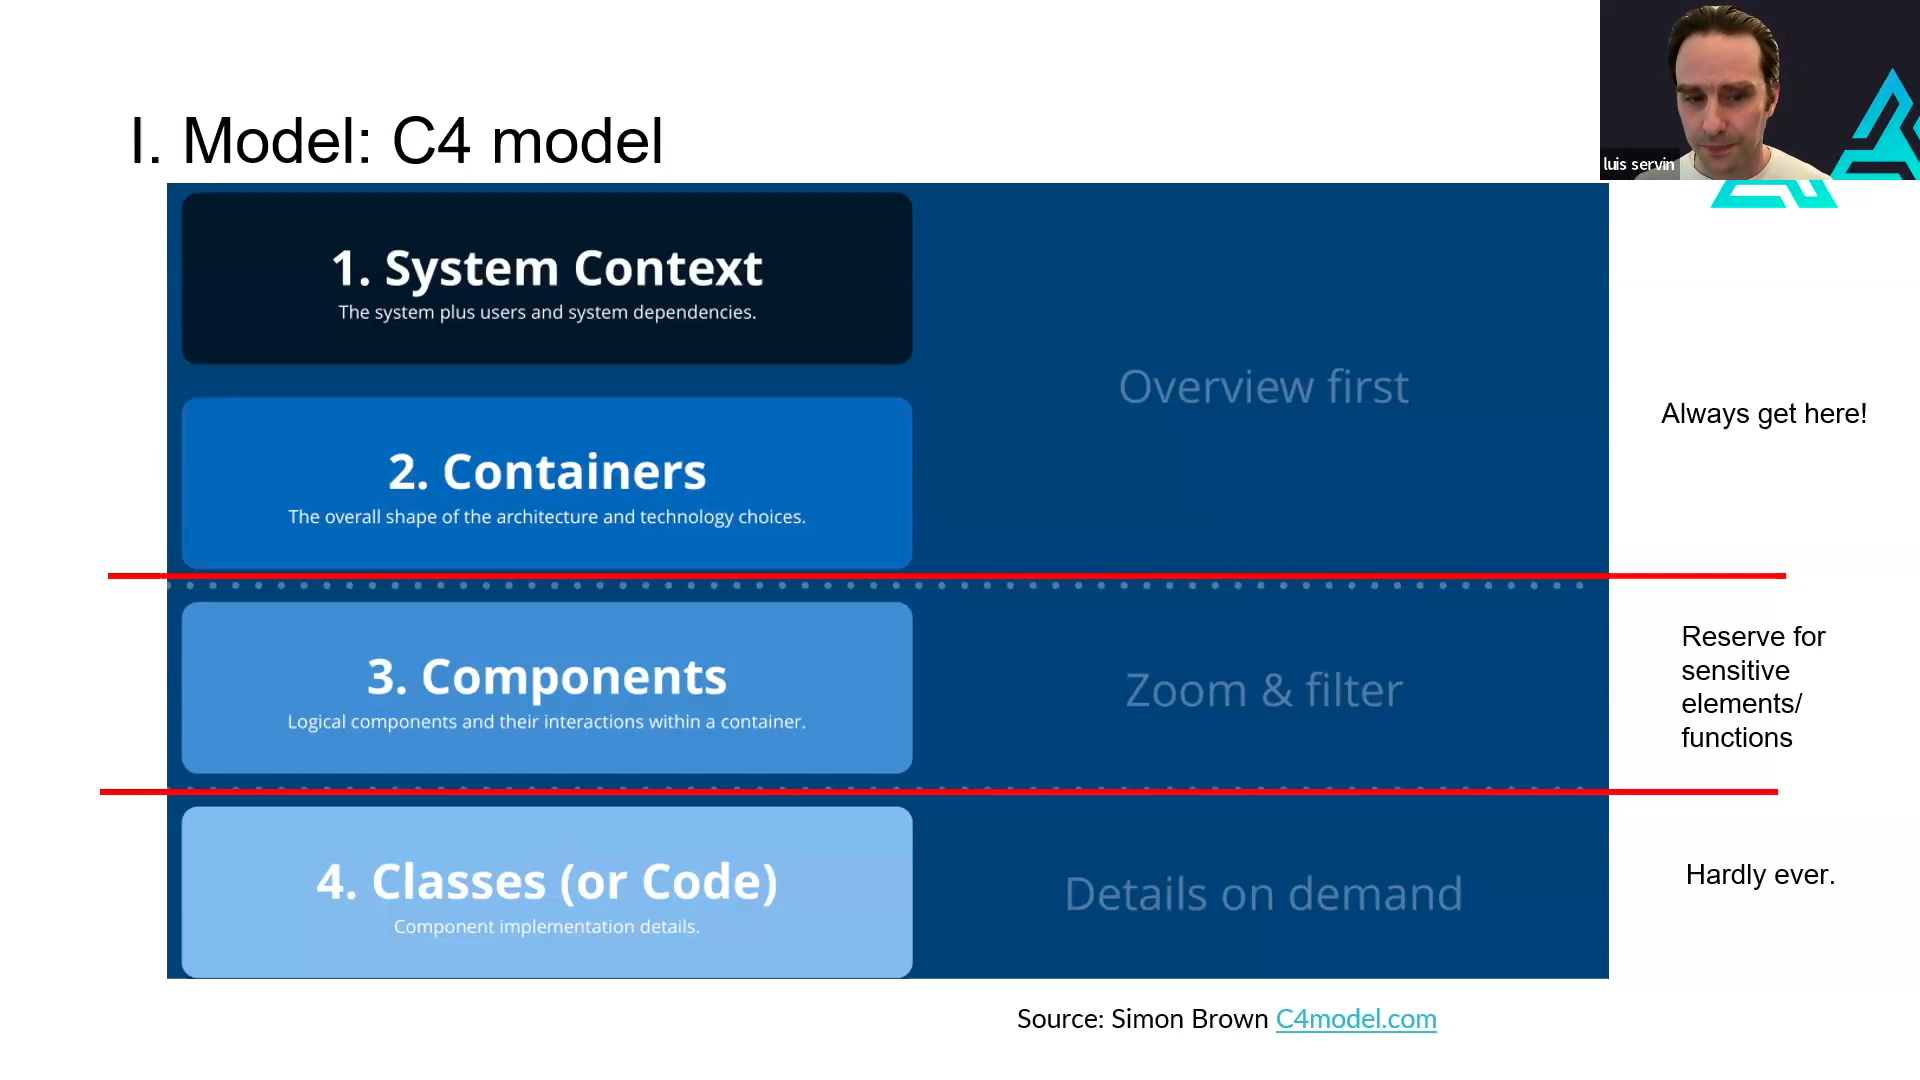 I. Model: C4 model
luis servin
1. System Context
The system plus users and system dependencies.
Overview first
Always get here!
2. Containers
The overall shape of the architecture and technology choices.
3. Components
Logical components and their interactions within a container.
Zoom & filter
Reserve for
sensitive
elements/
functions
4. Classes (or Code)
Component implementation details.
Details on demand
Hardly ever.
Source: Simon Brown C4model.com